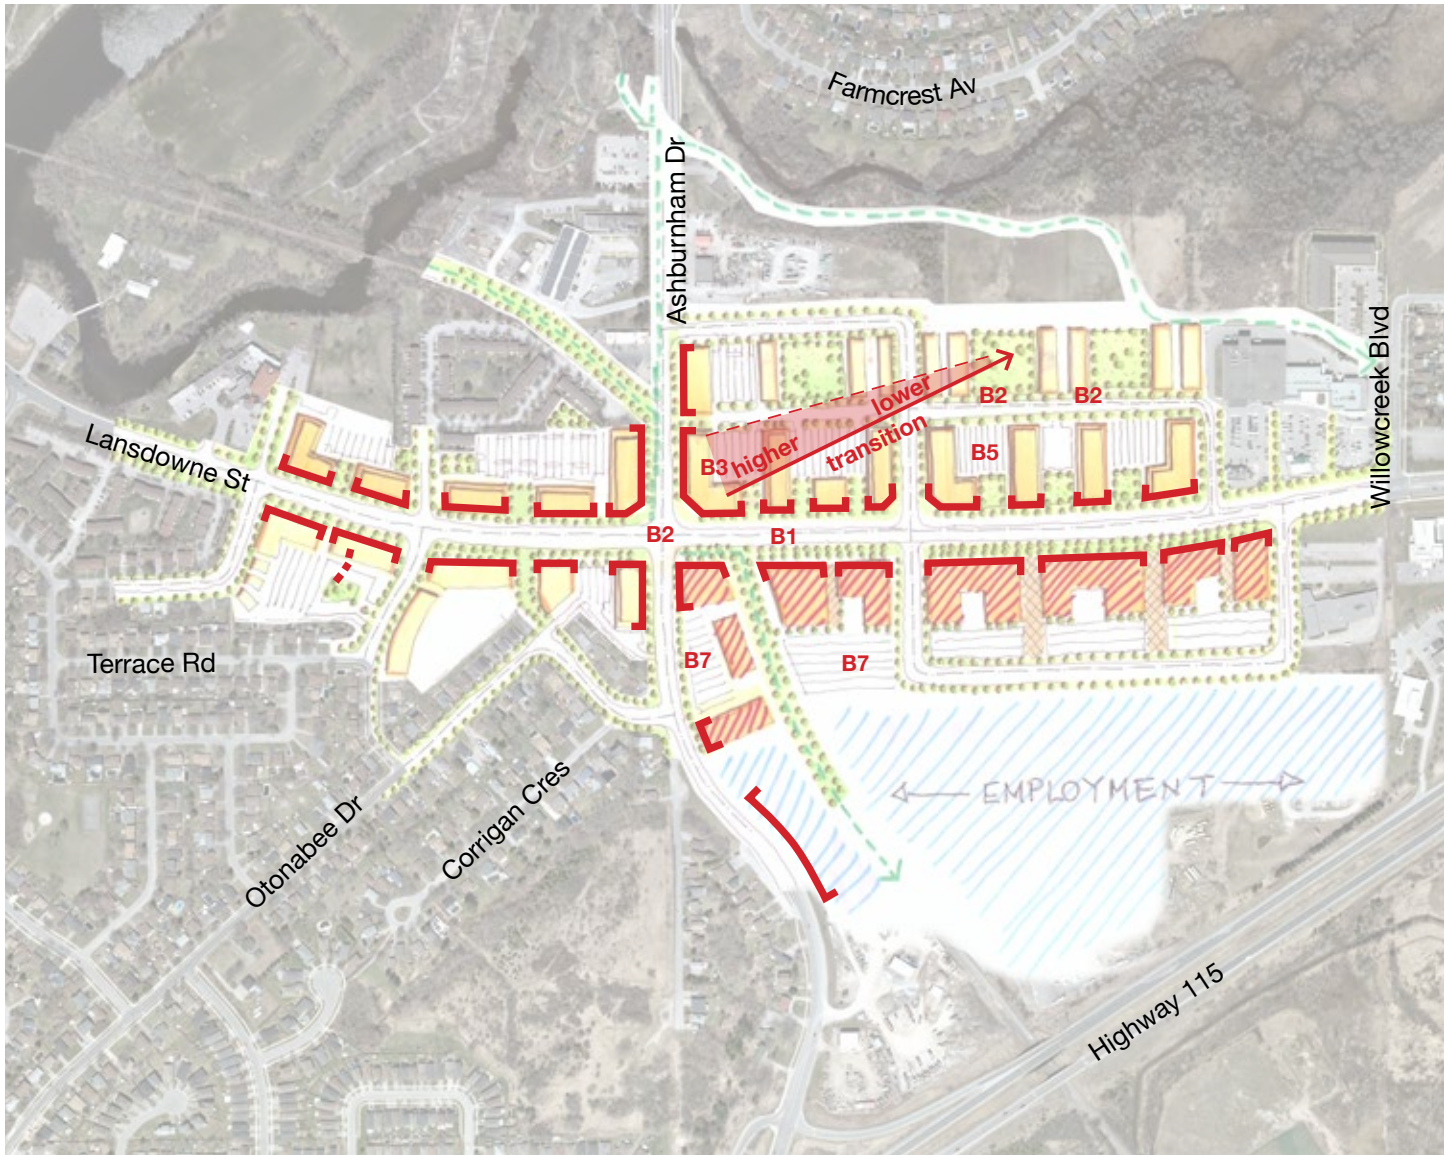 Farmcrest Av
Ashburnham Dr
Willowcreek Blvd
lower
B2
B2
Lansdowne St
higher
transition
B3
B5
B2
B1
Terrace Rd
B7
B7
EMPLOYMENT
Otonabee Dr
Corrigan Cres
Highway 115